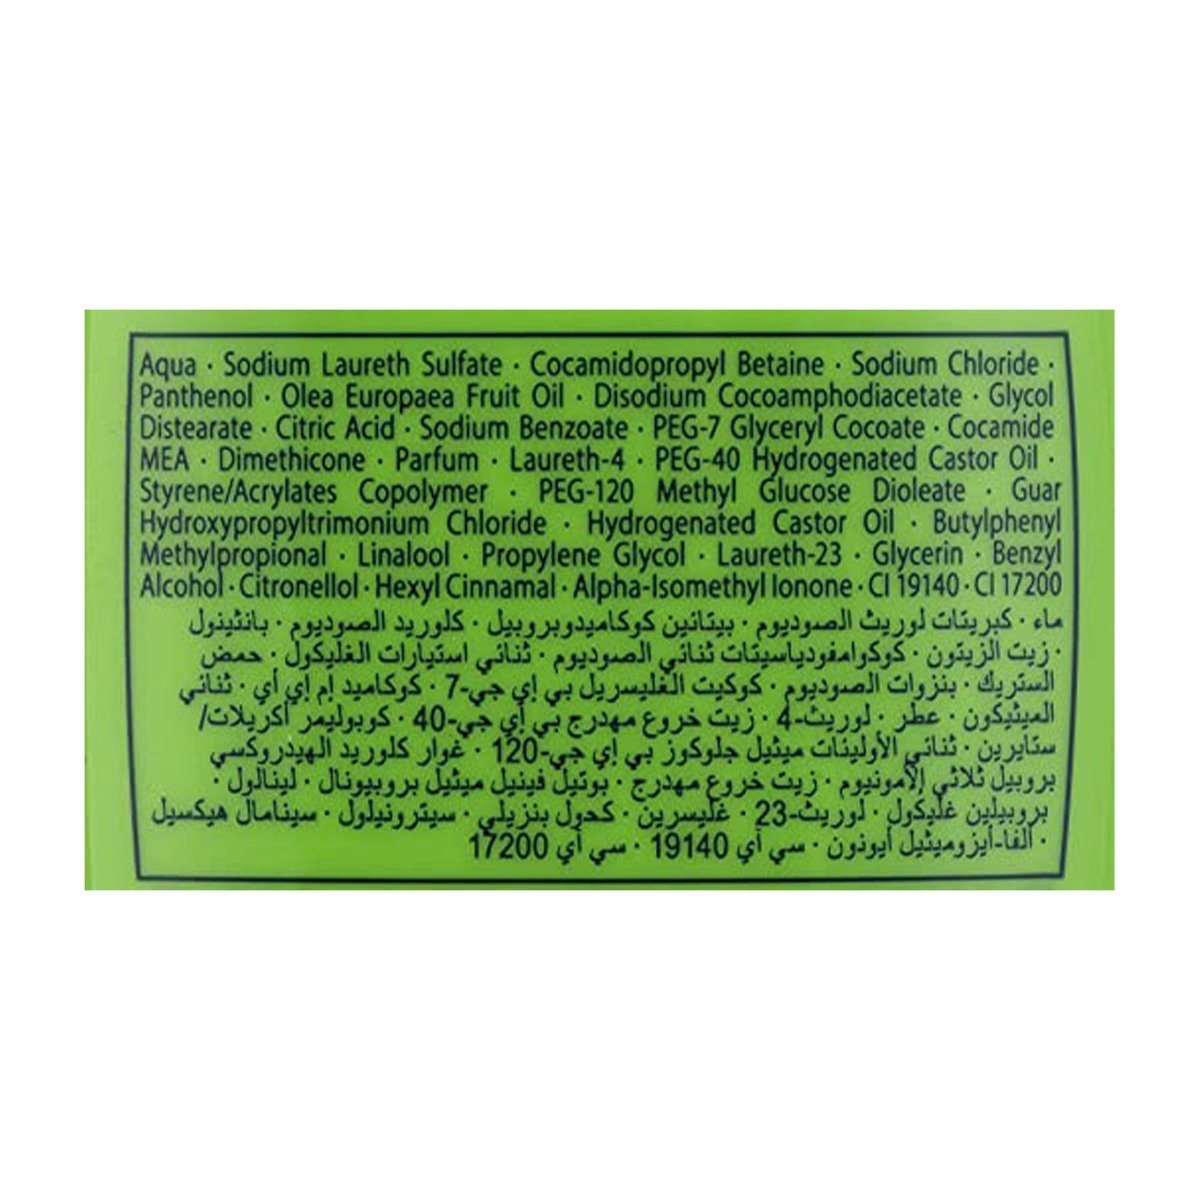 Aqua · Sodium Laureth Sulfate · Cocamidopropyl Betaine · Sodium Chloride ·
Panthenol · Olea Europaea Fruit Oil · Disodium Cocoamphodiacetate · Glycol
Distearate · Citric Acid · Sodium Benzoate · PEG-7 Glyceryl Cocoate · Cocamide
MEA · Dimethicone · Parfum · Laureth-4 · PEG-40 Hydrogenated Castor Oil ·
Styrene/Acrylates Copolymer · PEG-120 Methyl Glucose Dioleate · Guar
Hydroxypropyltrimonium Chloride · Hydrogenated Castor Oil · Butylphenyl
Methylpropional · Linalool · Propylene Glycol · Laureth-23 · Glycerin · Benzyl
Alcohol · Citronellol · Hexyl Cinnamal · Alpha-Isomethyl Ionone · CI 19140 · CI 17200
ماء · كبريتات لوريث الصوديوم · بيتائين كوكاميدوبروبيل · كلوريد الصوديوم · بانثينول
· زيت الزيتون · كوكوامفودياسيتات ثنائي الصوديوم · ثنائي استيارات الغليكول · حمض
الستريك · بنزوات الصوديوم · كوكيت الغليسريل بي إي جي-7 · كوكاميد إم إي أي · ثنائي
الميثيكون · عطر · لوريث-4 · زيت خروع مهدرج بي إي جي-40 · كوبوليمر أكريلات/
ستايرين · ثنائي الأوليئات ميثيل جلوكوز بي إي جي-120 · غوار كلوريد الهيدروكسي
بروبيل ثلاثي الأمونيوم · زيت خروع مهدرج · بوتيل فينيل ميثيل بروبيونال · لينالول ·
بروبيلين غليكول · لوريث-23 · غليسرين · كحول بنزيلي · سيترونيلول · سينامال هيكسيل
· ألفا-أيزوميثيل أيونون · سي أي 19140 · سي أي 17200